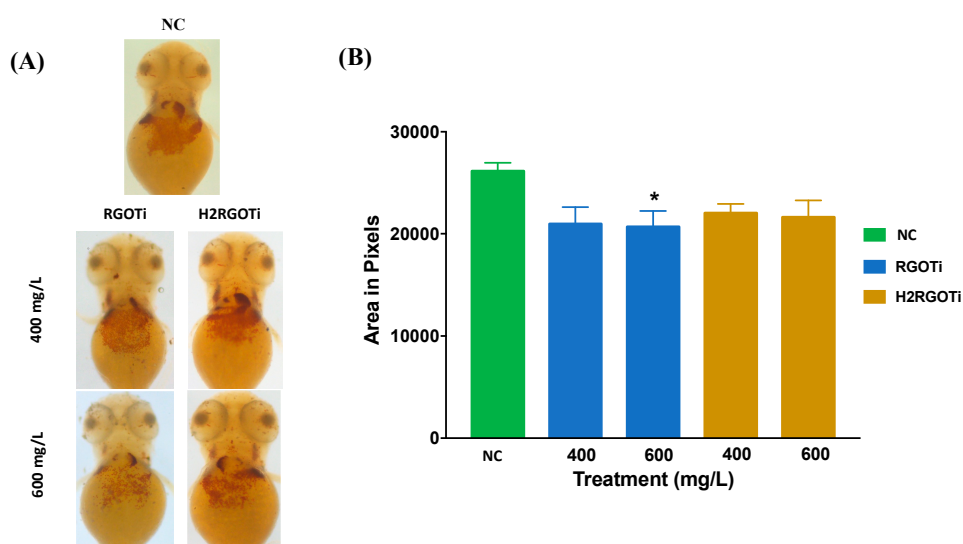 (A)
NC
RGOTi H2RGOTi
400 mg/L
600 mg/L
(B)
30000
20000
10000
0
Area in Pixels
*
NC 400 600 400 600
Treatment (mg/L)
NC
RGOTi
H2RGOTi